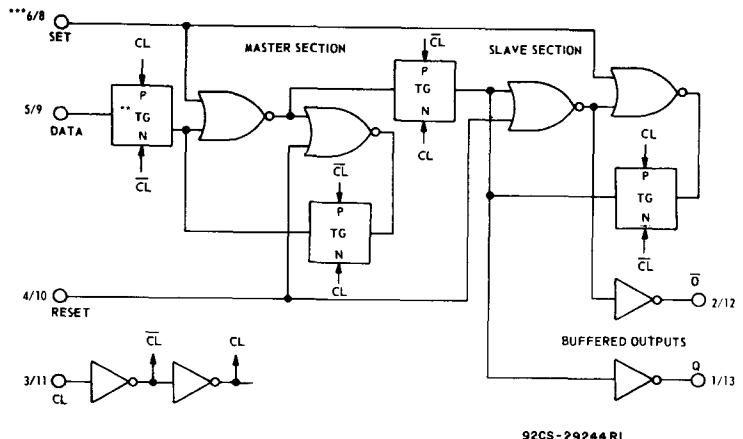 ***6/8
SET
CL
MASTER SECTION
C̅L̅
SLAVE SECTION
P
** TG
N
P
TG
N
5/9
DATA
C̅L̅
CL
C̅L̅
P
TG
N
CL
CL
P
TG
N
C̅L̅
4/10
RESET
Q̅
2/12
BUFFERED OUTPUTS
C̅L̅
CL
3/11
CL
Q
1/13
92CS-29244R1